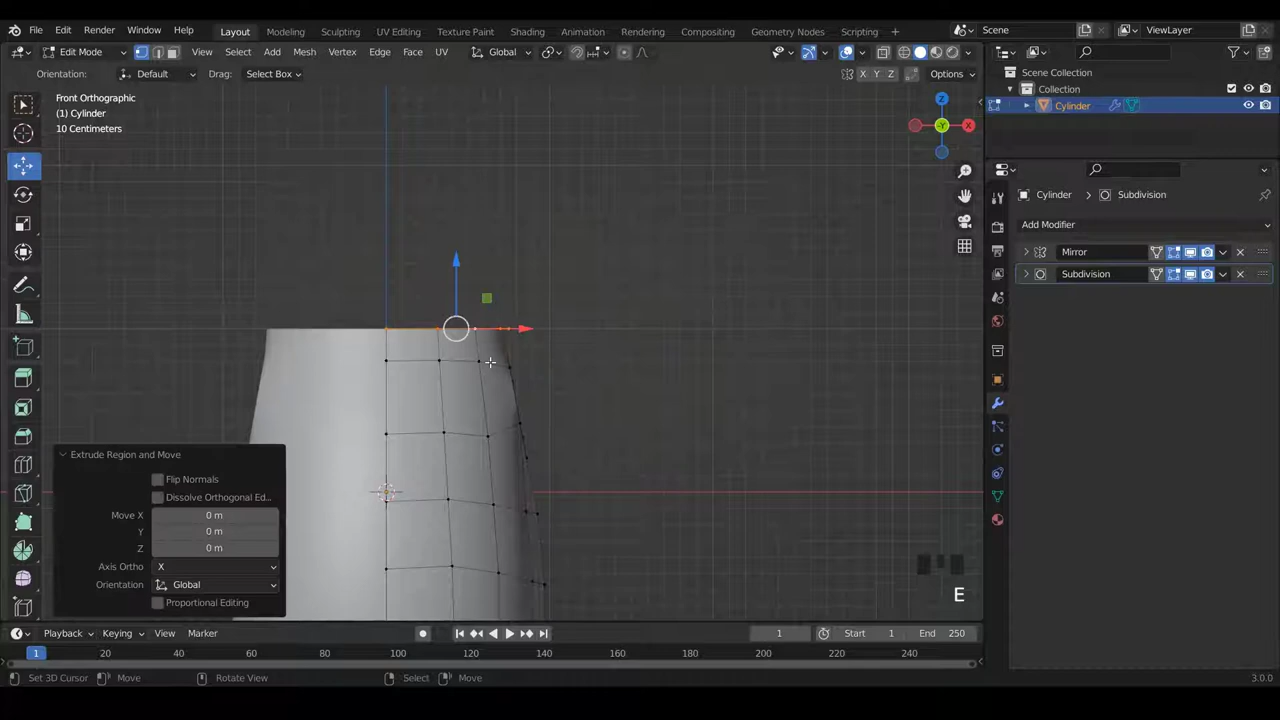 File Edit Render Window Help Layout Modeling Sculpting UV Editing Texture Paint Shading Animation Rendering Compositing Geometry Nodes Scripting Scene ViewLayer
Edit Mode View Select Add Mesh Vertex Edge Face UV Global
Orientation: Default Drag: Select Box X Y Z Options
Scene Collection
Collection
Cylinder
Front Orthographic
(1) Cylinder
10 Centimeters
Z
Y
X
Cylinder > Subdivision
Add Modifier
Mirror
Subdivision
Extrude Region and Move
Flip Normals
Dissolve Orthogonal Ed...
Move X 0 m
Y 0 m
Z 0 m
Axis Ortho X
Orientation Global
Proportional Editing
E
Playback Keying View Marker 1 Start 1 End 250
1 20 40 60 80 100 120 140 160 180 200 220 240
Set 3D Cursor Move Rotate View Select Move 3.0.0